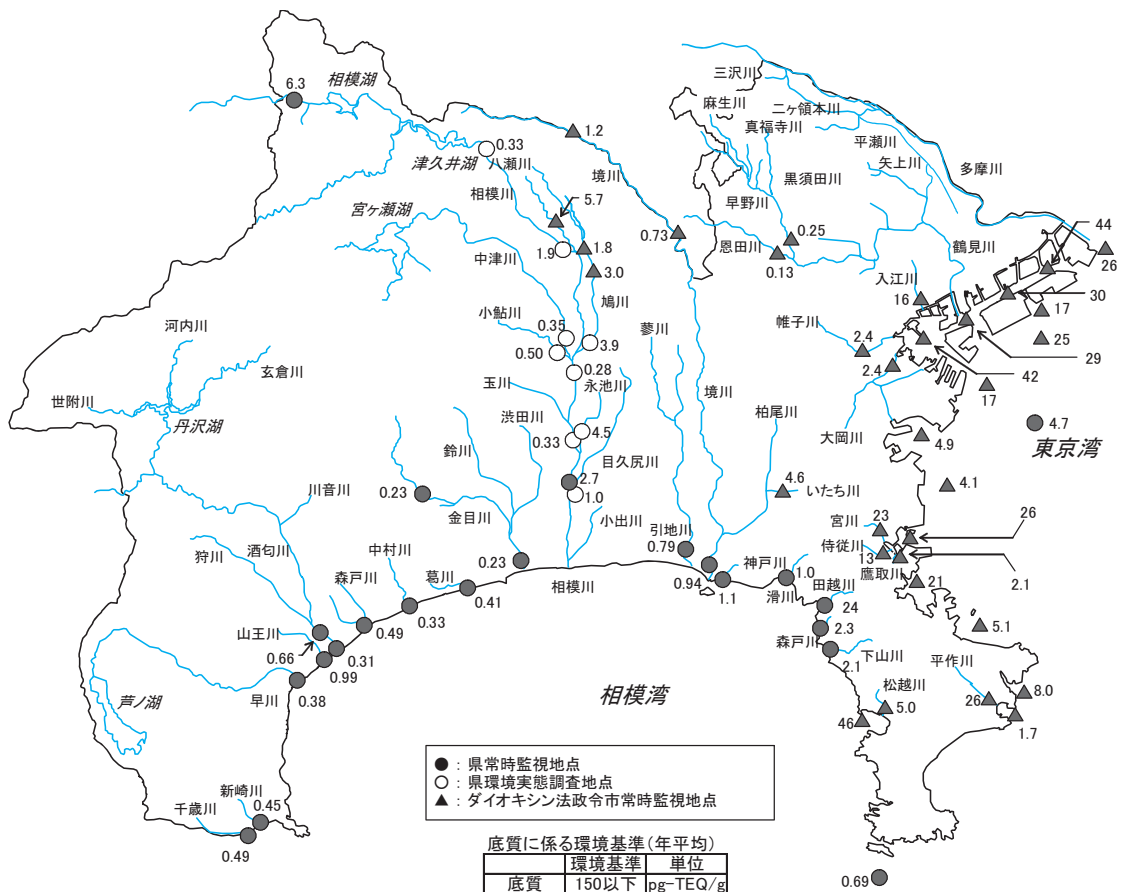 6.3
相模湖
三沢川
麻生川
二ヶ領本川
真福寺川
平瀬川
矢上川
多摩川
1.2
0.33
津久井湖
八瀬川
境川
黒須田川
早野川
相模川
5.7
宮ヶ瀬湖
44
0.25
恩田川
鶴見川
0.73
1.8
1.9
中津川
0.13
26
3.0
入江川
鳩川
16
30
小鮎川
17
河内川
0.35
蓼川
帷子川
2.4
25
玄倉川
0.50
3.9
29
0.28
2.4
42
玉川
永池川
境川
17
世附川
渋田川
柏尾川
丹沢湖
4.5
大岡川
4.7
0.33
4.9
東京湾
鈴川
目久尻川
2.7
4.6
4.1
川音川
0.23
1.0
いたち川
金目川
小出川
宮川
23
26
酒匂川
引地川
侍従川
狩川
中村川
0.79
13
0.23
神戸川
鷹取川
2.1
森戸川
葛川
相模川
0.94
1.0
21
1.1
滑川
田越川
0.41
24
0.33
5.1
0.49
2.3
山王川
森戸川
0.66
0.31
下山川
2.1
平作川
0.99
早川
0.38
相模湾
松越川
芦ノ湖
26
8.0
5.0
46
1.7
● : 県常時監視地点
○ : 県環境実態調査地点
▲ : ダイオキシン法政令市常時監視地点
新崎川
0.45
千歳川
0.49
底質に係る環境基準(年平均)
環境基準 単位
底質 150以下 pg-TEQ/g
0.69